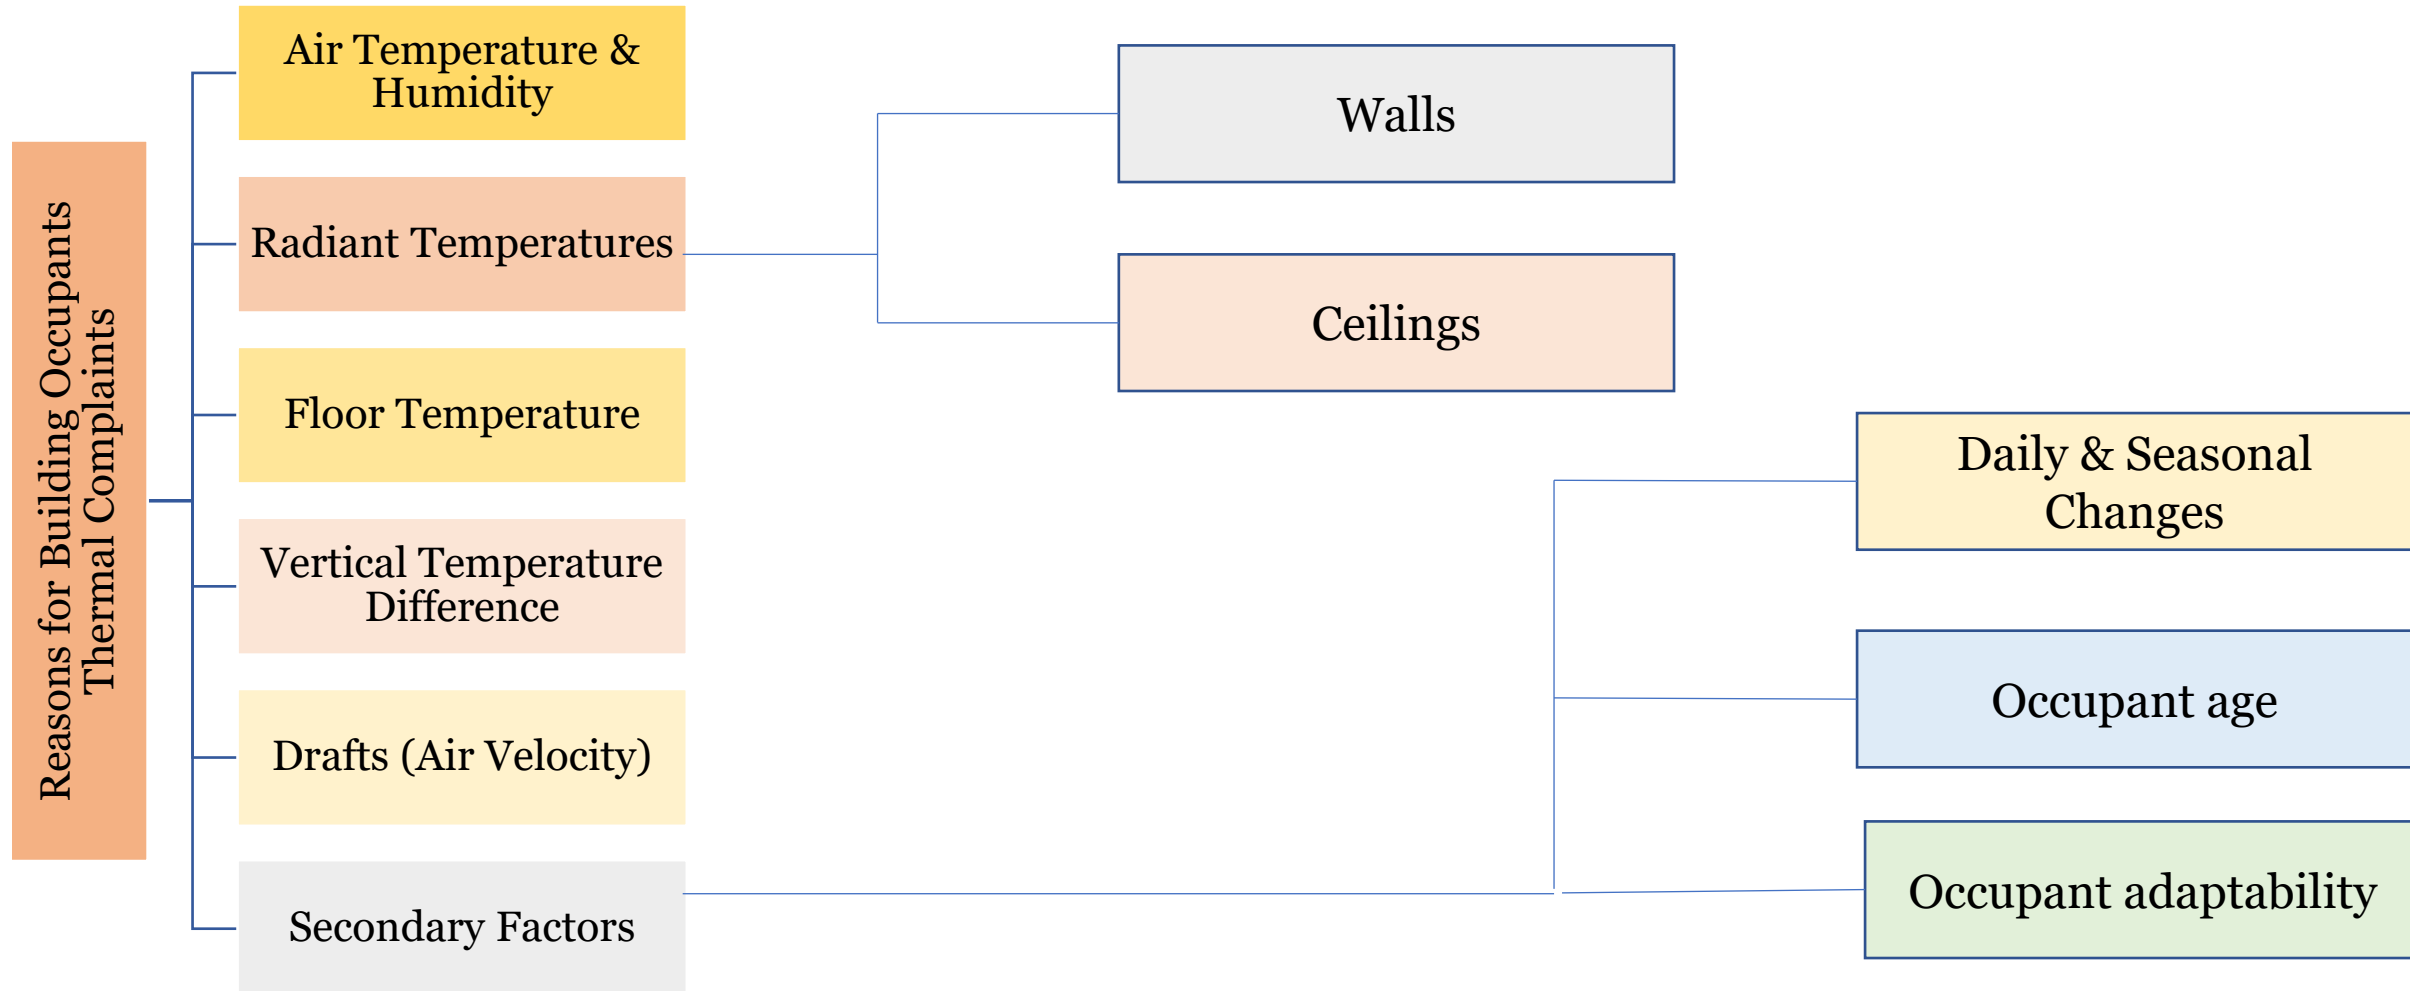 Reasons for Building Occupants
Thermal Complaints
Air Temperature &
Humidity
Radiant Temperatures
Floor Temperature
Vertical Temperature
Difference
Drafts (Air Velocity)
Secondary Factors
Walls
Ceilings
Daily & Seasonal
Changes
Occupant age
Occupant adaptability